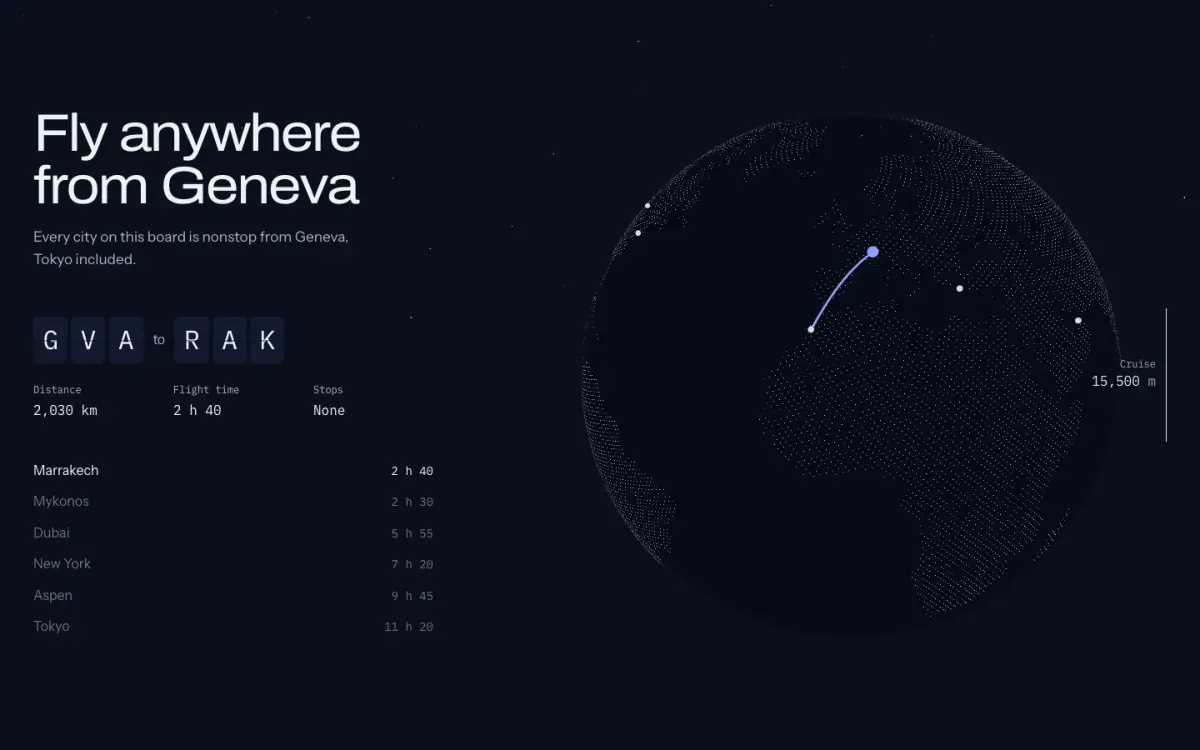 Fly anywhere
from Geneva
Every city on this board is nonstop from Geneva,
Tokyo included.
G V A to R A K
Distance Flight time Stops
2,030 km 2 h 40 None
Marrakech 2 h 40
Mykonos 2 h 30
Dubai 5 h 55
New York 7 h 20
Aspen 9 h 45
Tokyo 11 h 20
Cruise
15,500 m